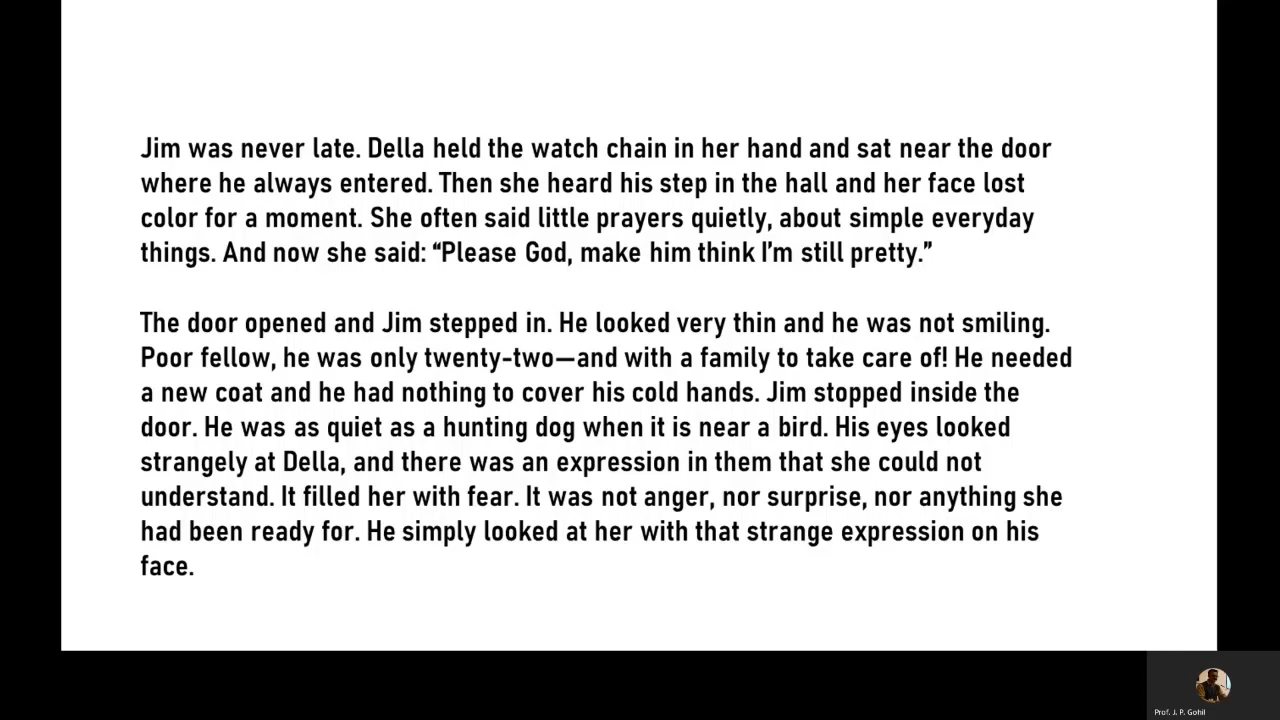 Jim was never late. Della held the watch chain in her hand and sat near the door
where he always entered. Then she heard his step in the hall and her face lost
color for a moment. She often said little prayers quietly, about simple everyday
things. And now she said: “Please God, make him think I’m still pretty.”
The door opened and Jim stepped in. He looked very thin and he was not smiling.
Poor fellow, he was only twenty-two—and with a family to take care of! He needed
a new coat and he had nothing to cover his cold hands. Jim stopped inside the
door. He was as quiet as a hunting dog when it is near a bird. His eyes looked
strangely at Della, and there was an expression in them that she could not
understand. It filled her with fear. It was not anger, nor surprise, nor anything she
had been ready for. He simply looked at her with that strange expression on his
face.
Prof. J. P. Gohil